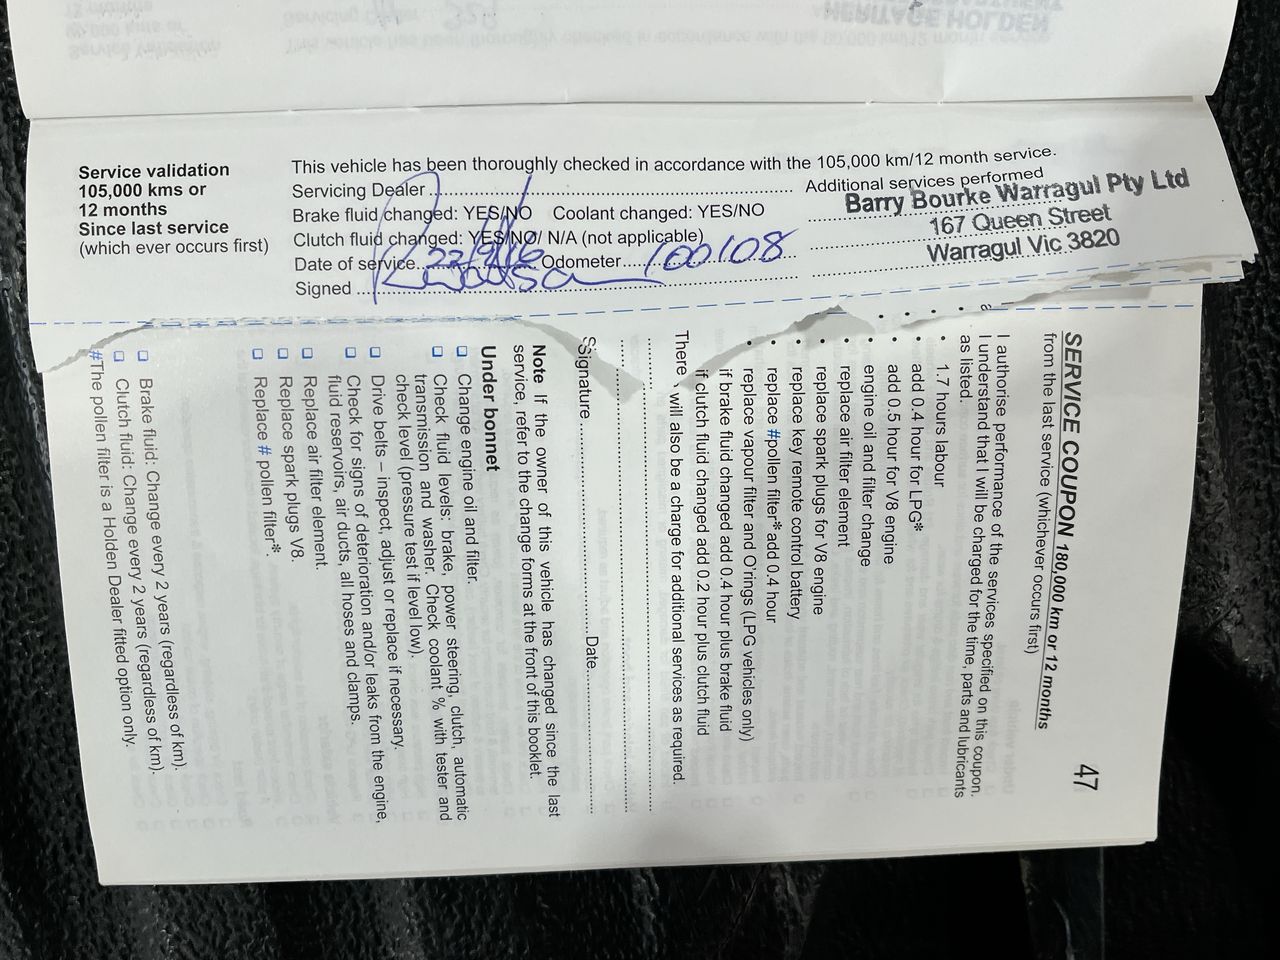 Service validation
105,000 kms or
12 months
Since last service
(which ever occurs first)
This vehicle has been thoroughly checked in accordance with the 105,000 km/12 month service.
Servicing Dealer
Brake fluid changed: YES/NO Coolant changed: YES/NO
Clutch fluid changed: YES/NO/ N/A (not applicable)
Date of service 22/9/16 Odometer 100108
Signed
Additional services performed
Barry Bourke Warragul Pty Ltd
167 Queen Street
Warragul Vic 3820
47
SERVICE COUPON 180,000 km or 12 months
from the last service (whichever occurs first)
I authorise performance of the services specified on this coupon.
I understand that I will be charged for the time, parts and lubricants
as listed.
• 1.7 hours labour
• add 0.4 hour for LPG*
• add 0.5 hour for V8 engine
• engine oil and filter change
• replace air filter element
• replace spark plugs for V8 engine
• replace key remote control battery
• replace #pollen filter* add 0.4 hour
• replace vapour filter and O'rings (LPG vehicles only)
if brake fluid changed add 0.4 hour plus brake fluid
if clutch fluid changed add 0.2 hour plus clutch fluid
There will also be a charge for additional services as required.
Signature Date
Note If the owner of this vehicle has changed since the last
service, refer to the change forms at the front of this booklet.
Under bonnet
Change engine oil and filter.
Check fluid levels: brake, power steering, clutch, automatic
transmission and washer. Check coolant % with tester and
check level (pressure test if level low).
Drive belts – inspect, adjust or replace if necessary.
Check for signs of deterioration and/or leaks from the engine,
fluid reservoirs, air ducts, all hoses and clamps.
Replace air filter element.
Replace spark plugs V8.
Replace # pollen filter*.
Brake fluid: Change every 2 years (regardless of km).
Clutch fluid: Change every 2 years (regardless of km).
#The pollen filter is a Holden Dealer fitted option only.